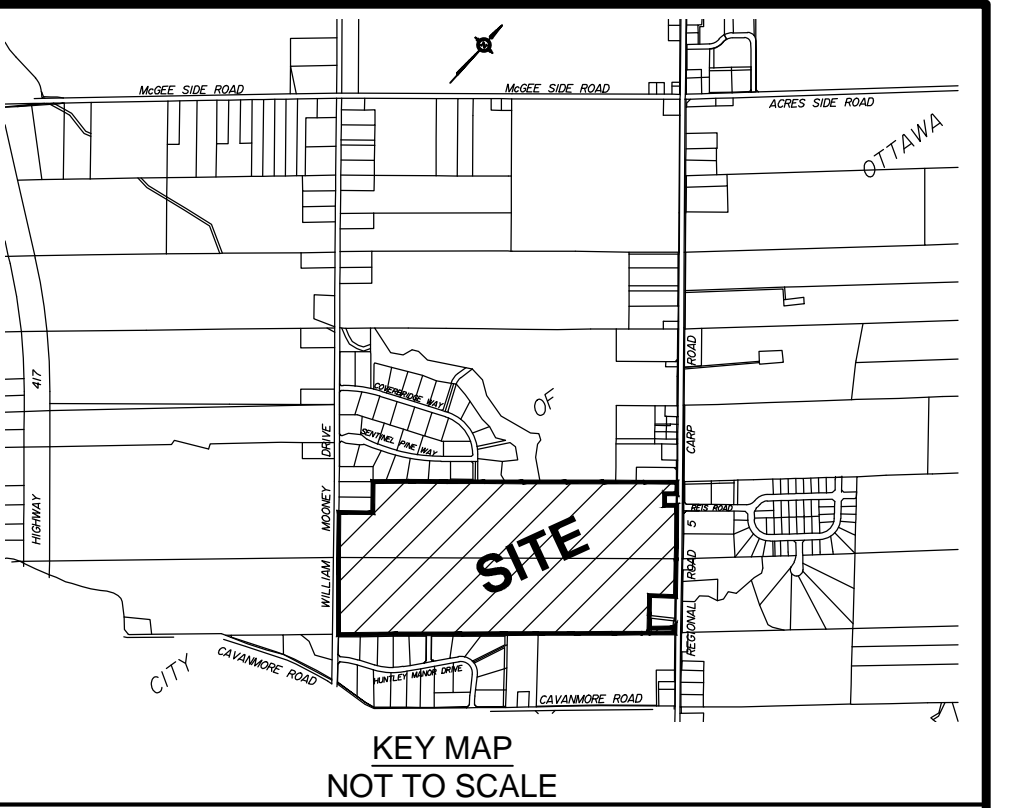 McGEE SIDE ROAD
McGEE SIDE ROAD
ACRES SIDE ROAD
OTTAWA
417
HIGHWAY
WILLIAM MOONEY DRIVE
COVERBRIDGE WAY
SENTINEL PINE WAY
OF
REGIONAL ROAD 5 CARP ROAD
REIS ROAD
SITE
CITY
CAVANMORE ROAD
HUNTLEY MANOR DRIVE
CAVANMORE ROAD
KEY MAP
NOT TO SCALE